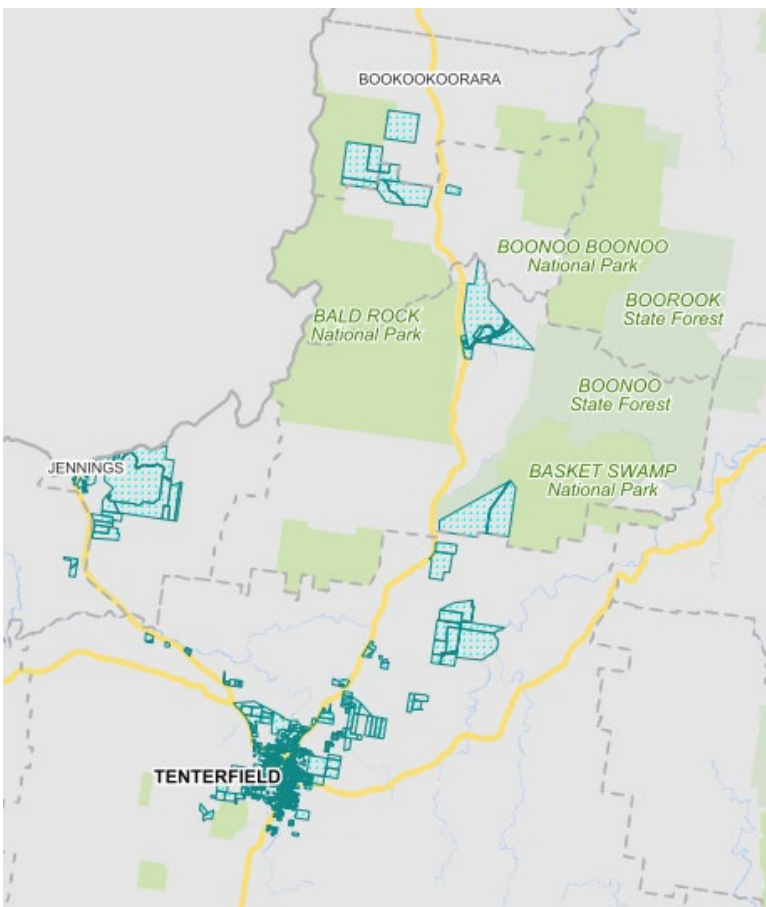 BOOKOOKOORARA
BOONOO BOONOO
National Park
BOOROOK
State Forest
BALD ROCK
National Park
BOONOO
State Forest
JENNINGS
BASKET SWAMP
National Park
TENTERFIELD